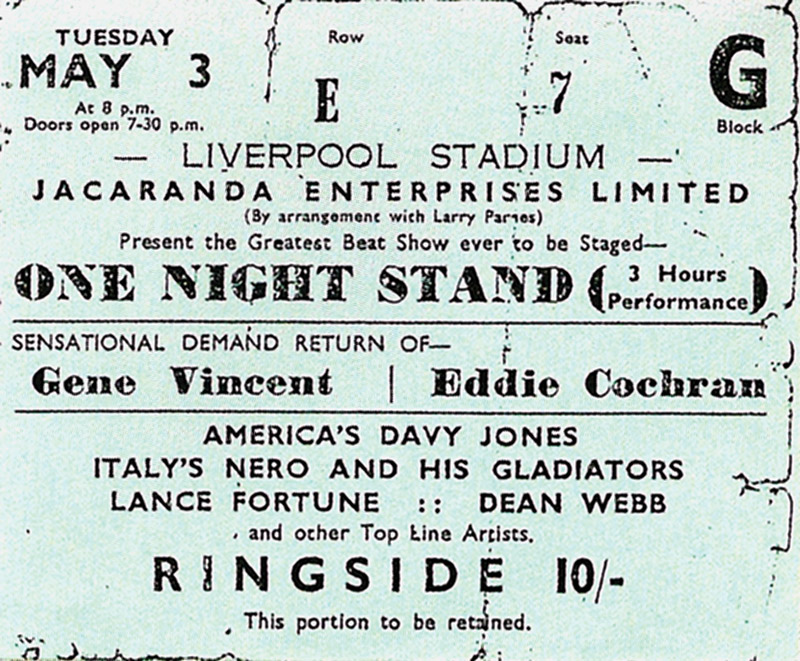 TUESDAY
MAY 3
At 8 p.m.
Doors open 7-30 p.m.
Row
E
Seat
7
G
Block
— LIVERPOOL STADIUM —
JACARANDA ENTERPRISES LIMITED
(By arrangement with Larry Parnes)
Present the Greatest Beat Show ever to be Staged—
ONE NIGHT STAND (3 Hours Performance)
SENSATIONAL DEMAND RETURN OF—
Gene Vincent | Eddie Cochran
AMERICA'S DAVY JONES
ITALY'S NERO AND HIS GLADIATORS
LANCE FORTUNE :: DEAN WEBB
and other Top Line Artists.
RINGSIDE 10/-
This portion to be retained.